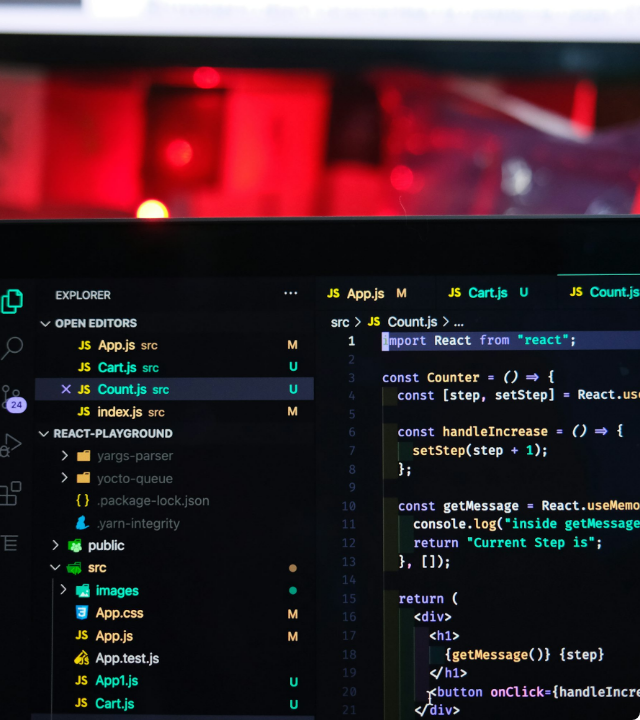 EXPLORER ...
OPEN EDITORS
JS App.js src M
JS Cart.js src U
JS Count.js src U
JS index.js src M
24
REACT-PLAYGROUND
yargs-parser
yocto-queue
{} .package-lock.json
.yarn-integrity
public
src
images
App.css M
JS App.js M
App.test.js
JS App1.js U
JS Cart.js U
JS App.js M JS Cart.js U JS Count.js
src > JS Count.js > ...
1 import React from "react";
2
3 const Counter = () ⇒ {
4 const [step, setStep] = React.use
5
6 const handleIncrease = () ⇒ {
7 setStep(step + 1);
8 };
9
10 const getMessage = React.useMemo
11 console.log("inside getMessage
12 return "Current Step is";
13 }, []);
14
15 return (
16 <div>
17 <h1>
18 {getMessage()} {step}
19 </h1>
20 <button onClick={handleIncre
21 </div>